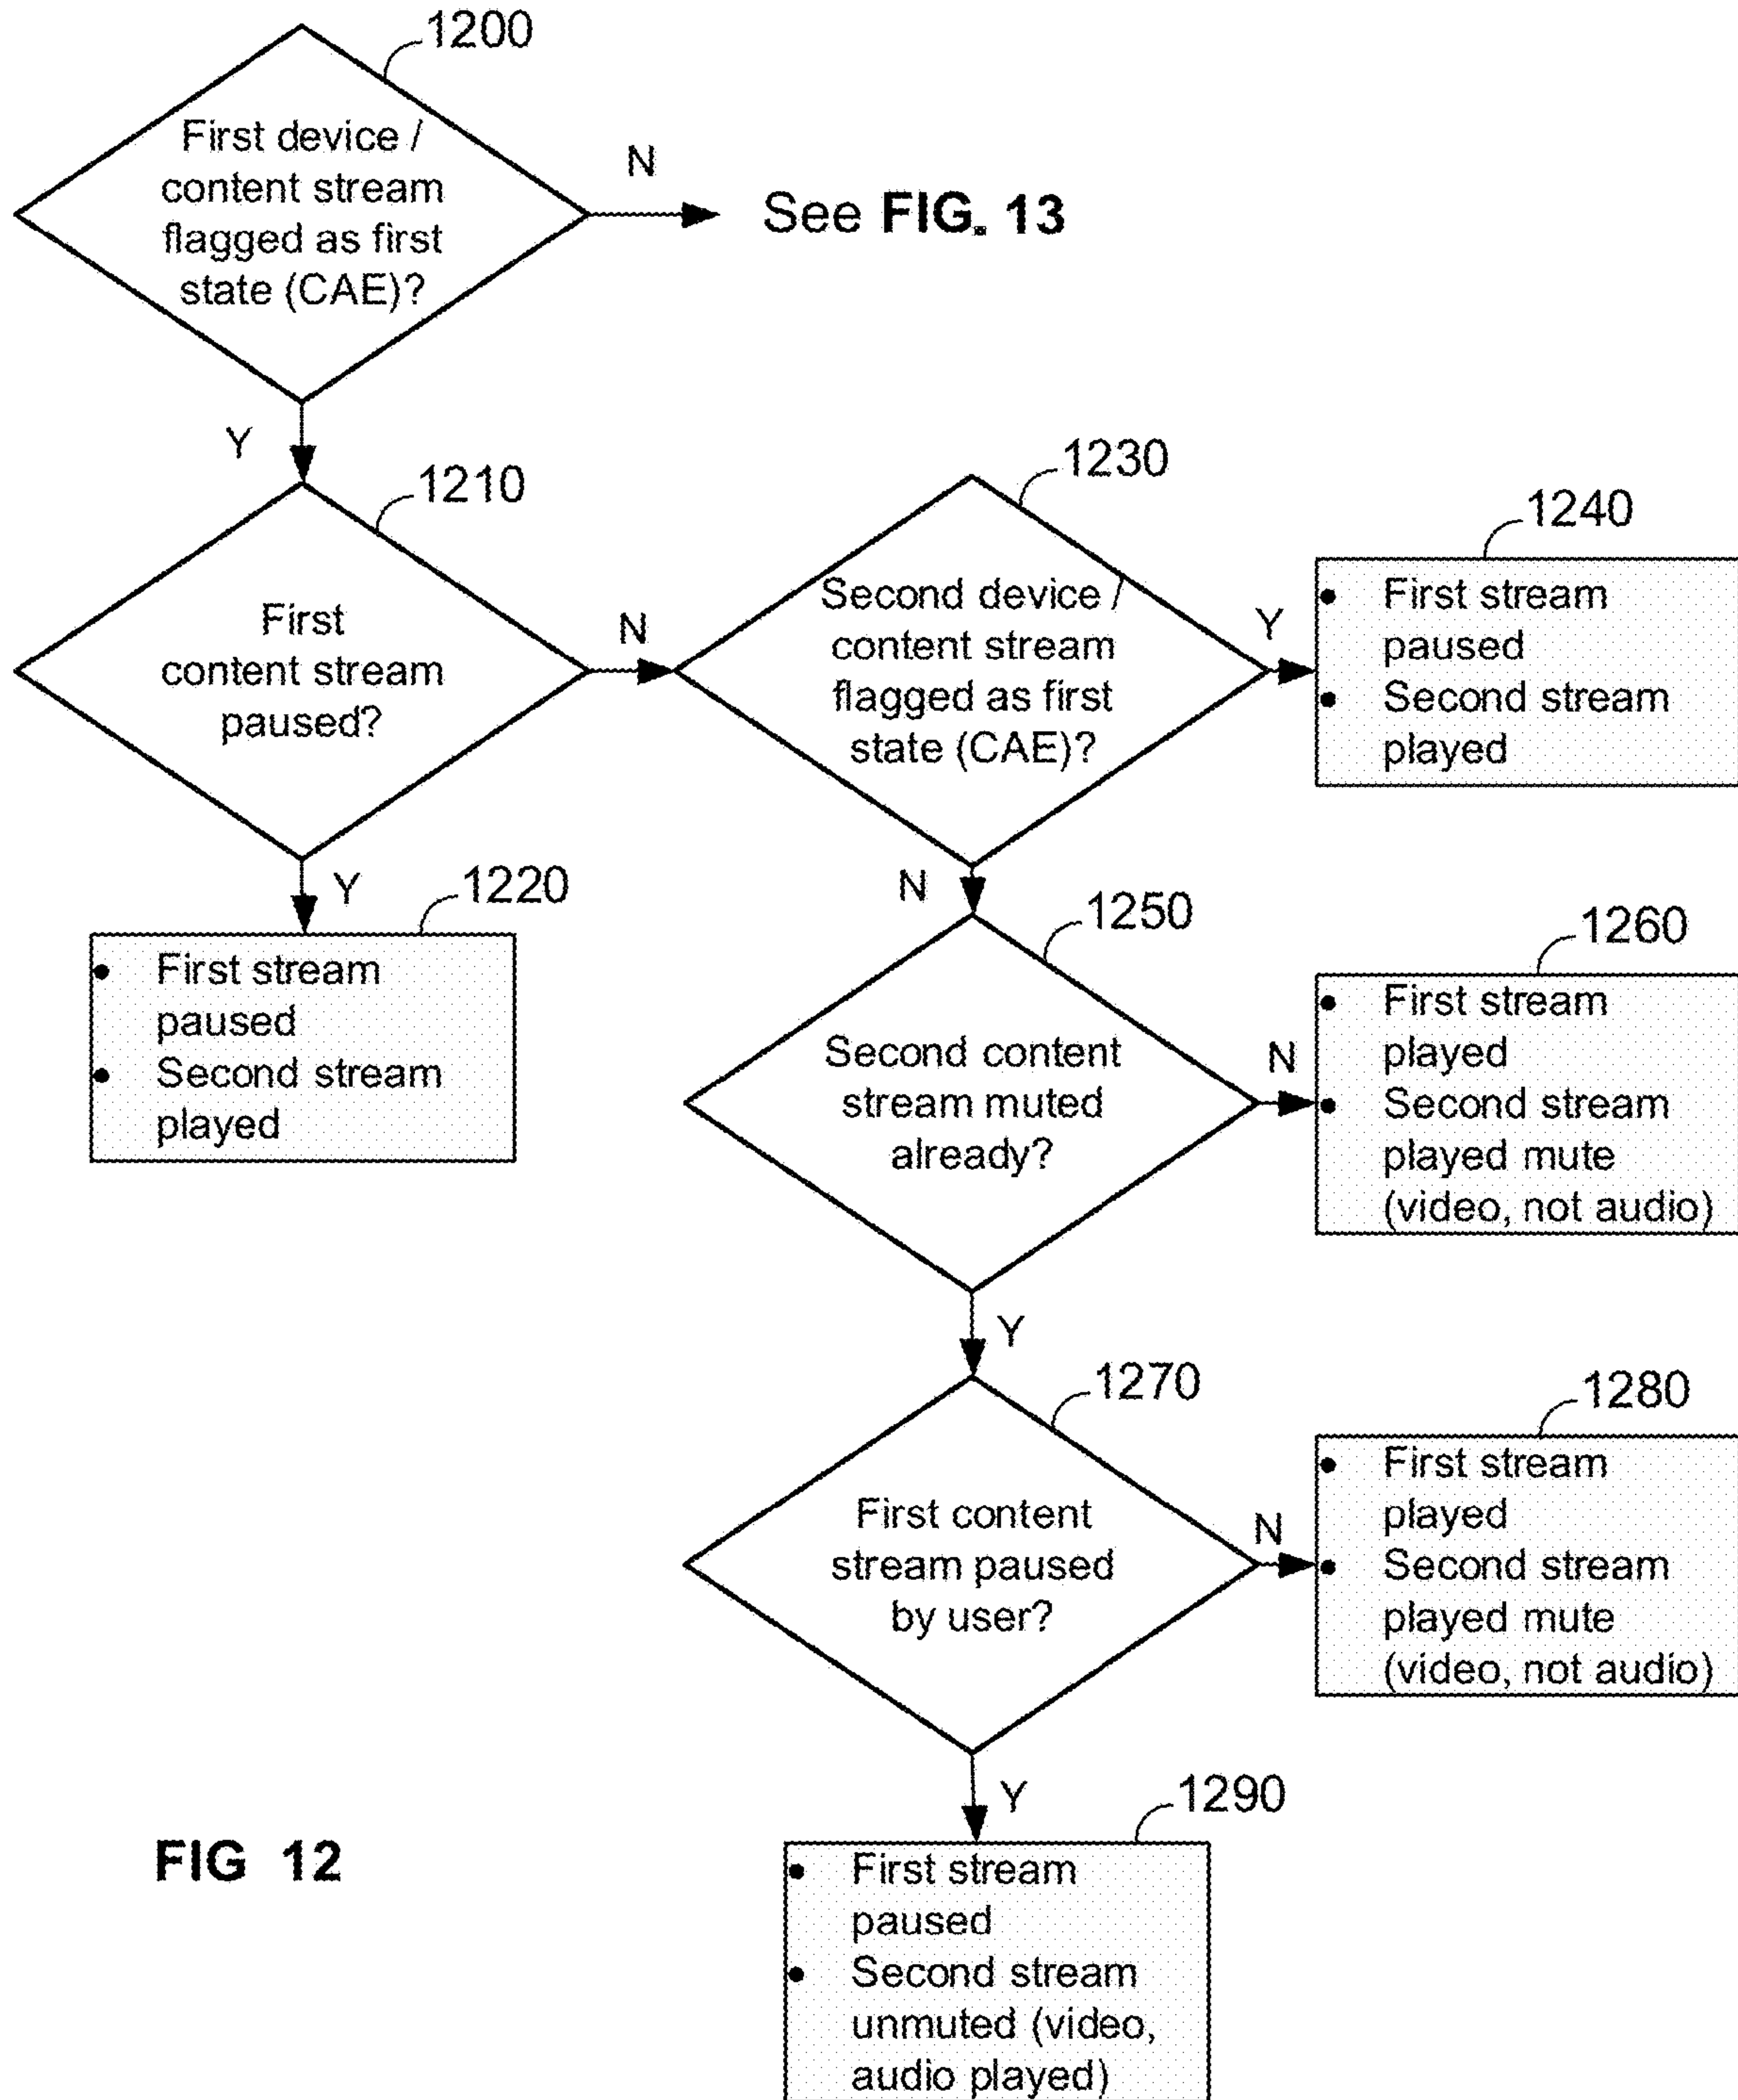 1200
First device /
content stream
flagged as first
state (CAE)?
N
See FIG. 13
Y
1210
First
content stream
paused?
N
1230
Second device /
content stream
flagged as first
state (CAE)?
Y
1240
• First stream
paused
• Second stream
played
Y
1220
• First stream
paused
• Second stream
played
N
1250
Second content
stream muted
already?
N
1260
• First stream
played
• Second stream
played mute
(video, not audio)
Y
1270
First content
stream paused
by user?
N
1280
• First stream
played
• Second stream
played mute
(video, not audio)
Y
1290
• First stream
paused
• Second stream
unmuted (video,
audio played)
FIG 12